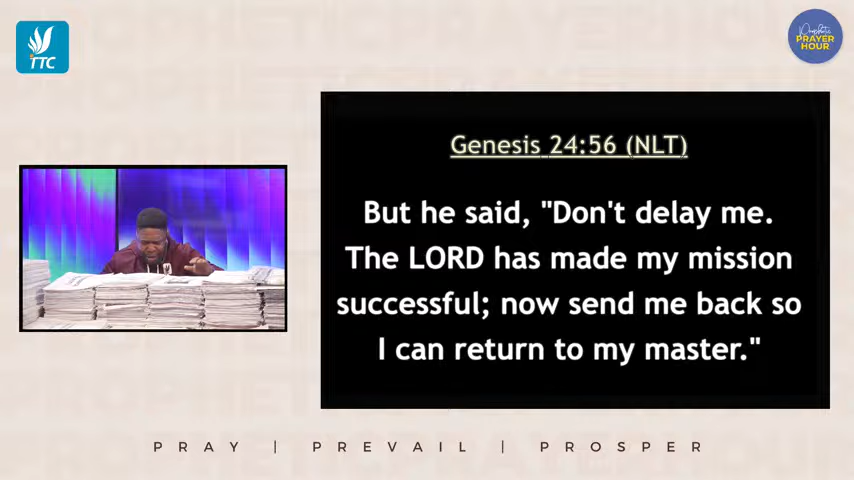 TTC
Prophetic
PRAYER
HOUR
Genesis 24:56 (NLT)
But he said, "Don't delay me.
The LORD has made my mission
successful; now send me back so
I can return to my master."
PRAY | PREVAIL | PROSPER